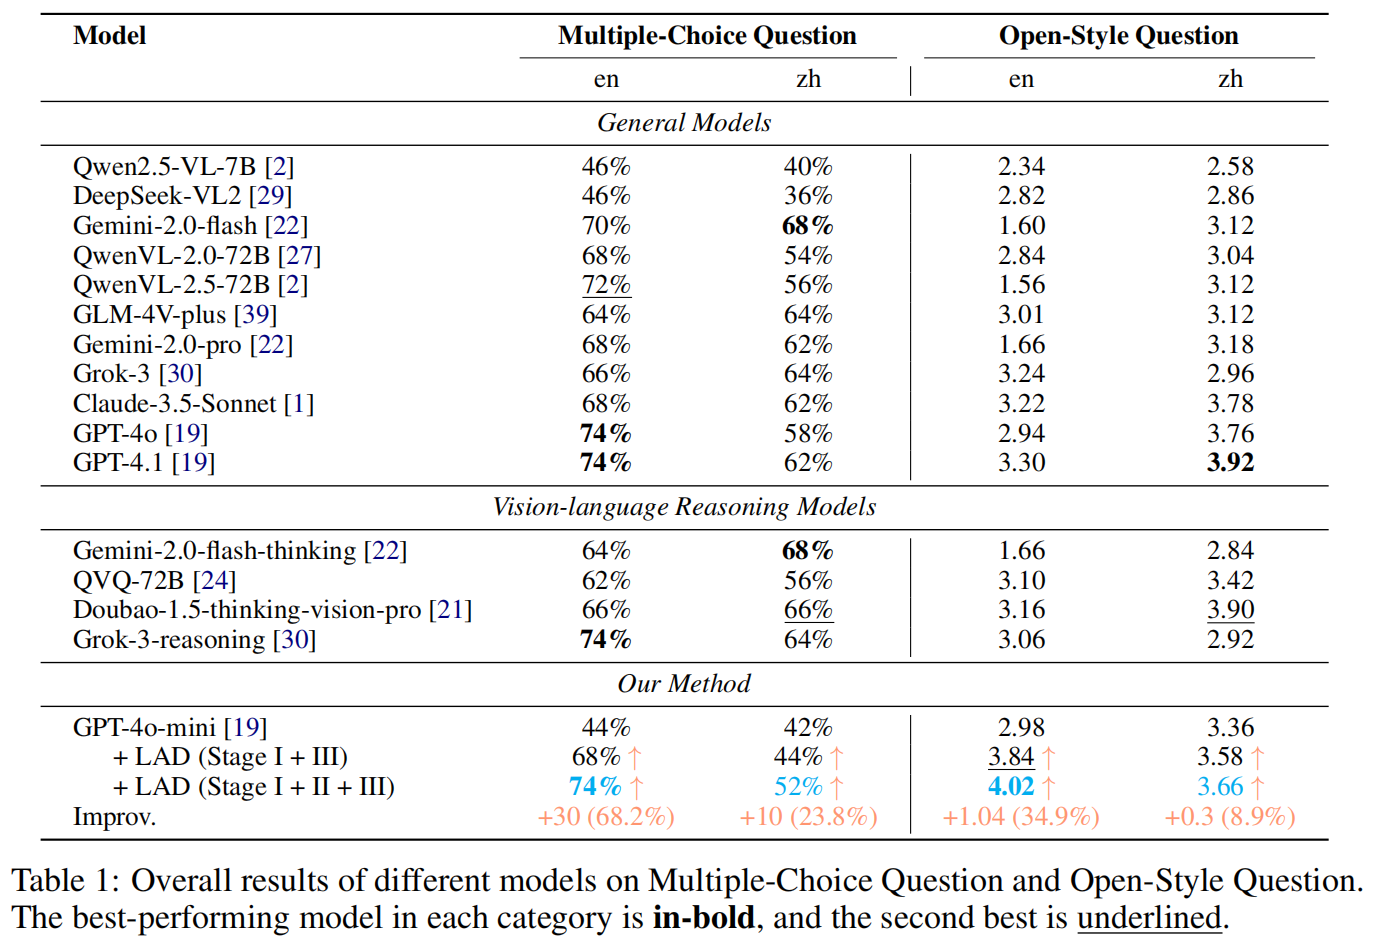 Model Multiple-Choice Question Open-Style Question
en zh en zh
General Models
Qwen2.5-VL-7B [2] 46% 40% 2.34 2.58
DeepSeek-VL2 [29] 46% 36% 2.82 2.86
Gemini-2.0-flash [22] 70% 68% 1.60 3.12
QwenVL-2.0-72B [27] 68% 54% 2.84 3.04
QwenVL-2.5-72B [2] 72% 56% 1.56 3.12
GLM-4V-plus [39] 64% 64% 3.01 3.12
Gemini-2.0-pro [22] 68% 62% 1.66 3.18
Grok-3 [30] 66% 64% 3.24 2.96
Claude-3.5-Sonnet [1] 68% 62% 3.22 3.78
GPT-4o [19] 74% 58% 2.94 3.76
GPT-4.1 [19] 74% 62% 3.30 3.92
Vision-language Reasoning Models
Gemini-2.0-flash-thinking [22] 64% 68% 1.66 2.84
QVQ-72B [24] 62% 56% 3.10 3.42
Doubao-1.5-thinking-vision-pro [21] 66% 66% 3.16 3.90
Grok-3-reasoning [30] 74% 64% 3.06 2.92
Our Method
GPT-4o-mini [19] 44% 42% 2.98 3.36
+ LAD (Stage I + III) 68% ↑ 44% ↑ 3.84 ↑ 3.58 ↑
+ LAD (Stage I + II + III) 74% ↑ 52% ↑ 4.02 ↑ 3.66 ↑
Improv. +30 (68.2%) +10 (23.8%) +1.04 (34.9%) +0.3 (8.9%)
Table 1: Overall results of different models on Multiple-Choice Question and Open-Style Question.
The best-performing model in each category is in-bold, and the second best is underlined.